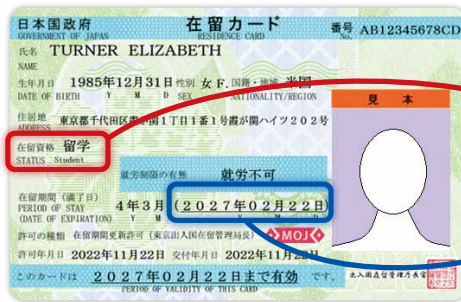 日本国政府 在留カード 番号 AB12345678CD
GOVERNMENT OF JAPAN RESIDENCE CARD No.
氏名 TURNER ELIZABETH
NAME
生年月日 1985年12月31日 性別 女 F. 国籍・地域 米国
DATE OF BIRTH Y M D SEX NATIONALITY/REGION
見本
住居地 東京都千代田区霞が関1丁目1番1号霞が関ハイツ202号
ADDRESS
在留資格 留学
STATUS Student
就労制限の有無 就労不可
在留期間(満了日) 4年3月(2027年02月22日)
PERIOD OF STAY
(DATE OF EXPIRATION) Y M Y M D
許可の種類 在留期間更新許可(東京出入国在留管理局長) MOJ
許可年月日 2022年11月22日 交付年月日 2022年11月22日
このカードは 2027年02月22日まで有効 です。
PERIOD OF VALIDITY OF THIS CARD
出入国在留管理庁長官